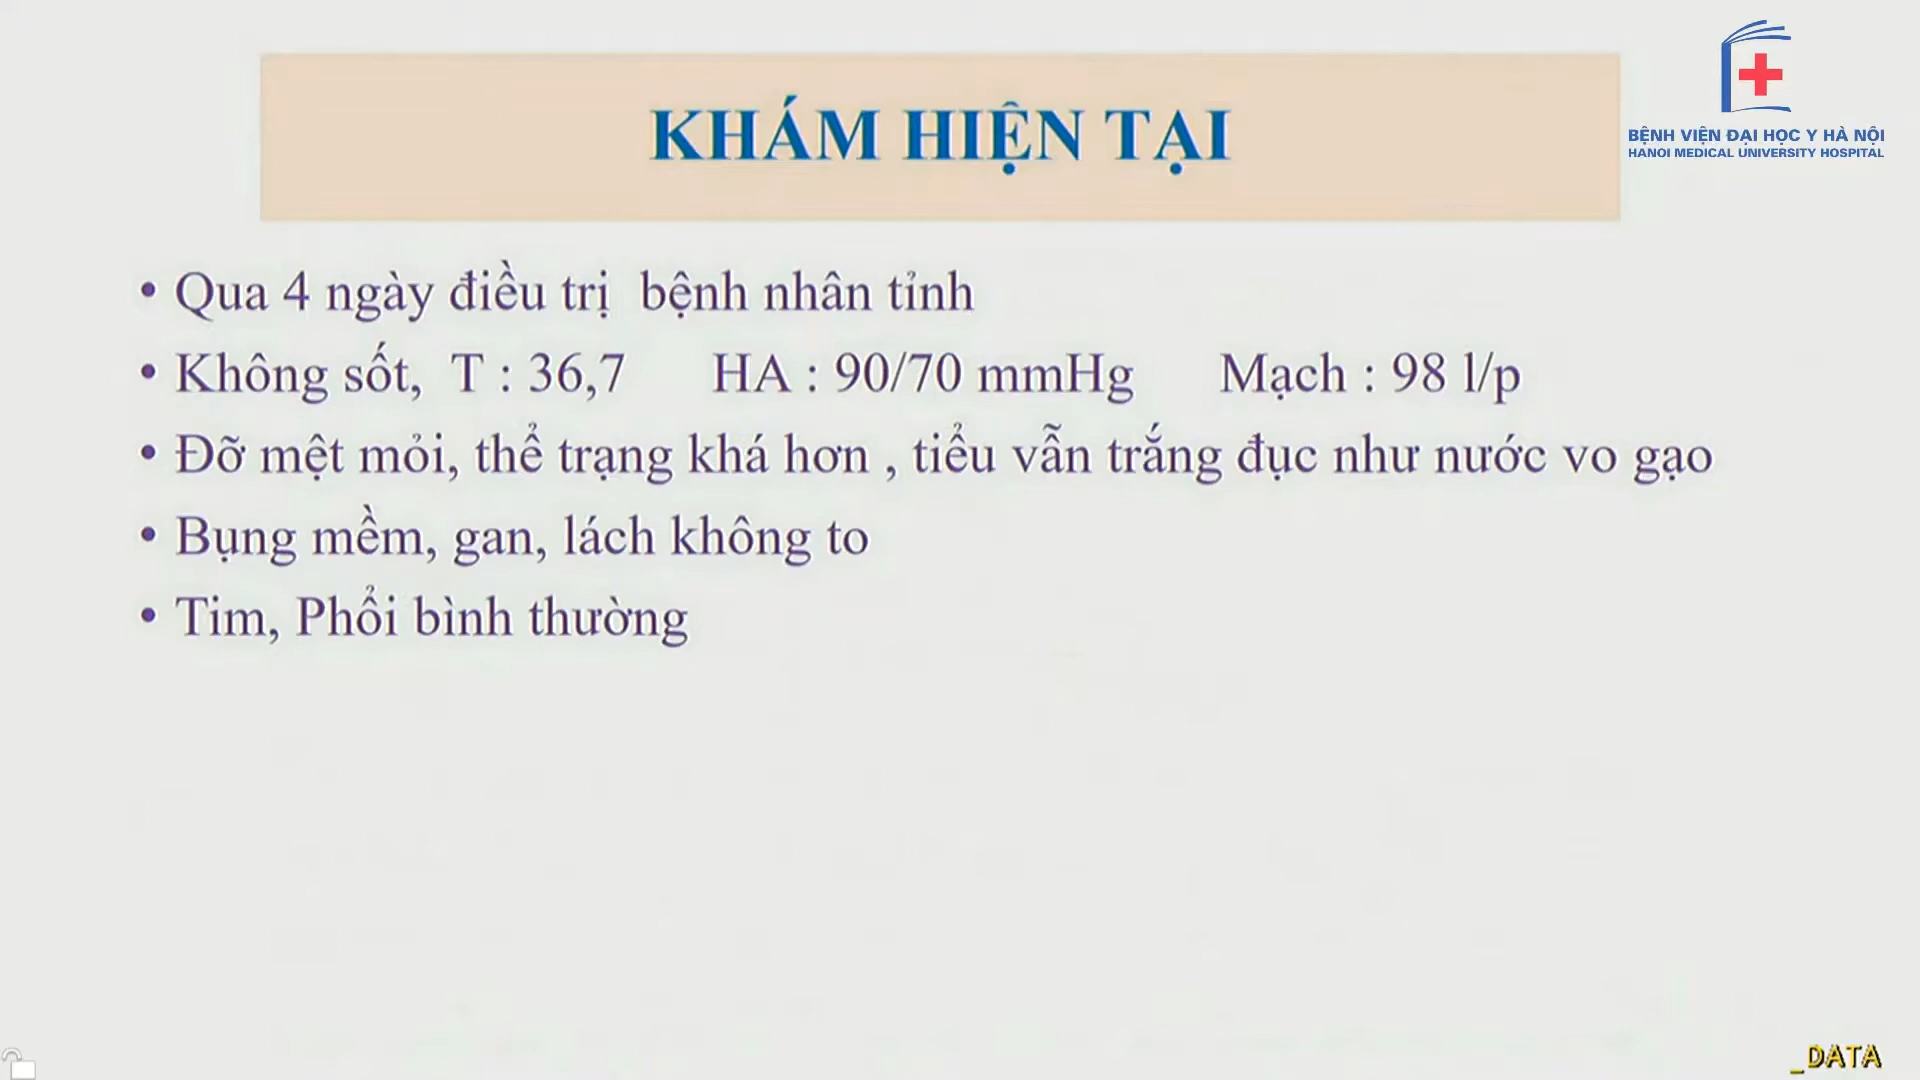 BỆNH VIỆN ĐẠI HỌC Y HÀ NỘI
HANOI MEDICAL UNIVERSITY HOSPITAL
KHÁM HIỆN TẠI
• Qua 4 ngày điều trị  bệnh nhân tỉnh
• Không sốt,  T : 36,7      HA : 90/70 mmHg      Mạch : 98 l/p
• Đỡ mệt mỏi, thể trạng khá hơn , tiểu vẫn trắng đục như nước vo gạo
• Bụng mềm, gan, lách không to
• Tim, Phổi bình thường
_DATA